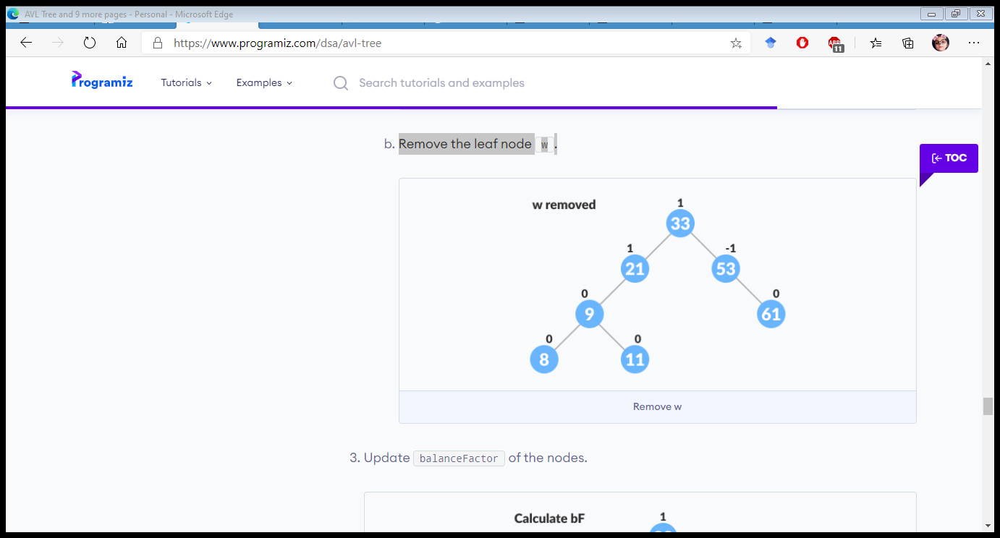 AVL Tree and 9 more pages - Personal - Microsoft Edge
https://www.programiz.com/dsa/avl-tree
11
Programiz
Tutorials
Examples
Search tutorials and examples
b. Remove the leaf node w .
TOC
w removed
1
33
1
-1
21
53
0
0
9
61
0
0
8
11
Remove w
3. Update balanceFactor of the nodes.
Calculate bF
1